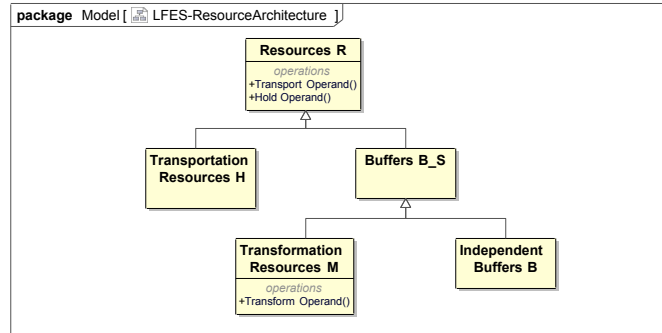 package Model [ LFES-ResourceArchitecture ]
Resources R
operations
+Transport Operand()
+Hold Operand()
Transportation
Resources H
Buffers B_S
Transformation
Resources M
operations
+Transform Operand()
Independent
Buffers B